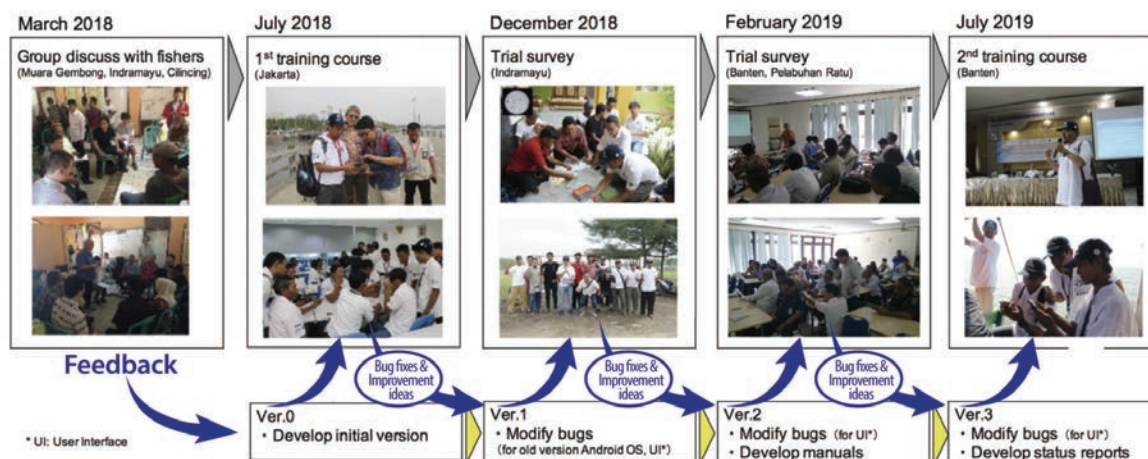 March 2018
Group discuss with fishers
(Muara Gembong, Indramayu, Cilincing)
July 2018
1st training course
(Jakarta)
December 2018
Trial survey
(Indramayu)
February 2019
Trial survey
(Banten, Pelabuhan Ratu)
July 2019
2nd training course
(Banten)
Feedback
Bug fixes &
Improvement
ideas
Bug fixes &
Improvement
ideas
Bug fixes &
Improvement
ideas
* UI: User Interface
Ver.0
・Develop initial version
Ver.1
・Modify bugs
(for old version Android OS, UI*)
Ver.2
・Modify bugs (for UI*)
・Develop manuals
Ver.3
・Modify bugs (for UI*)
・Develop status reports